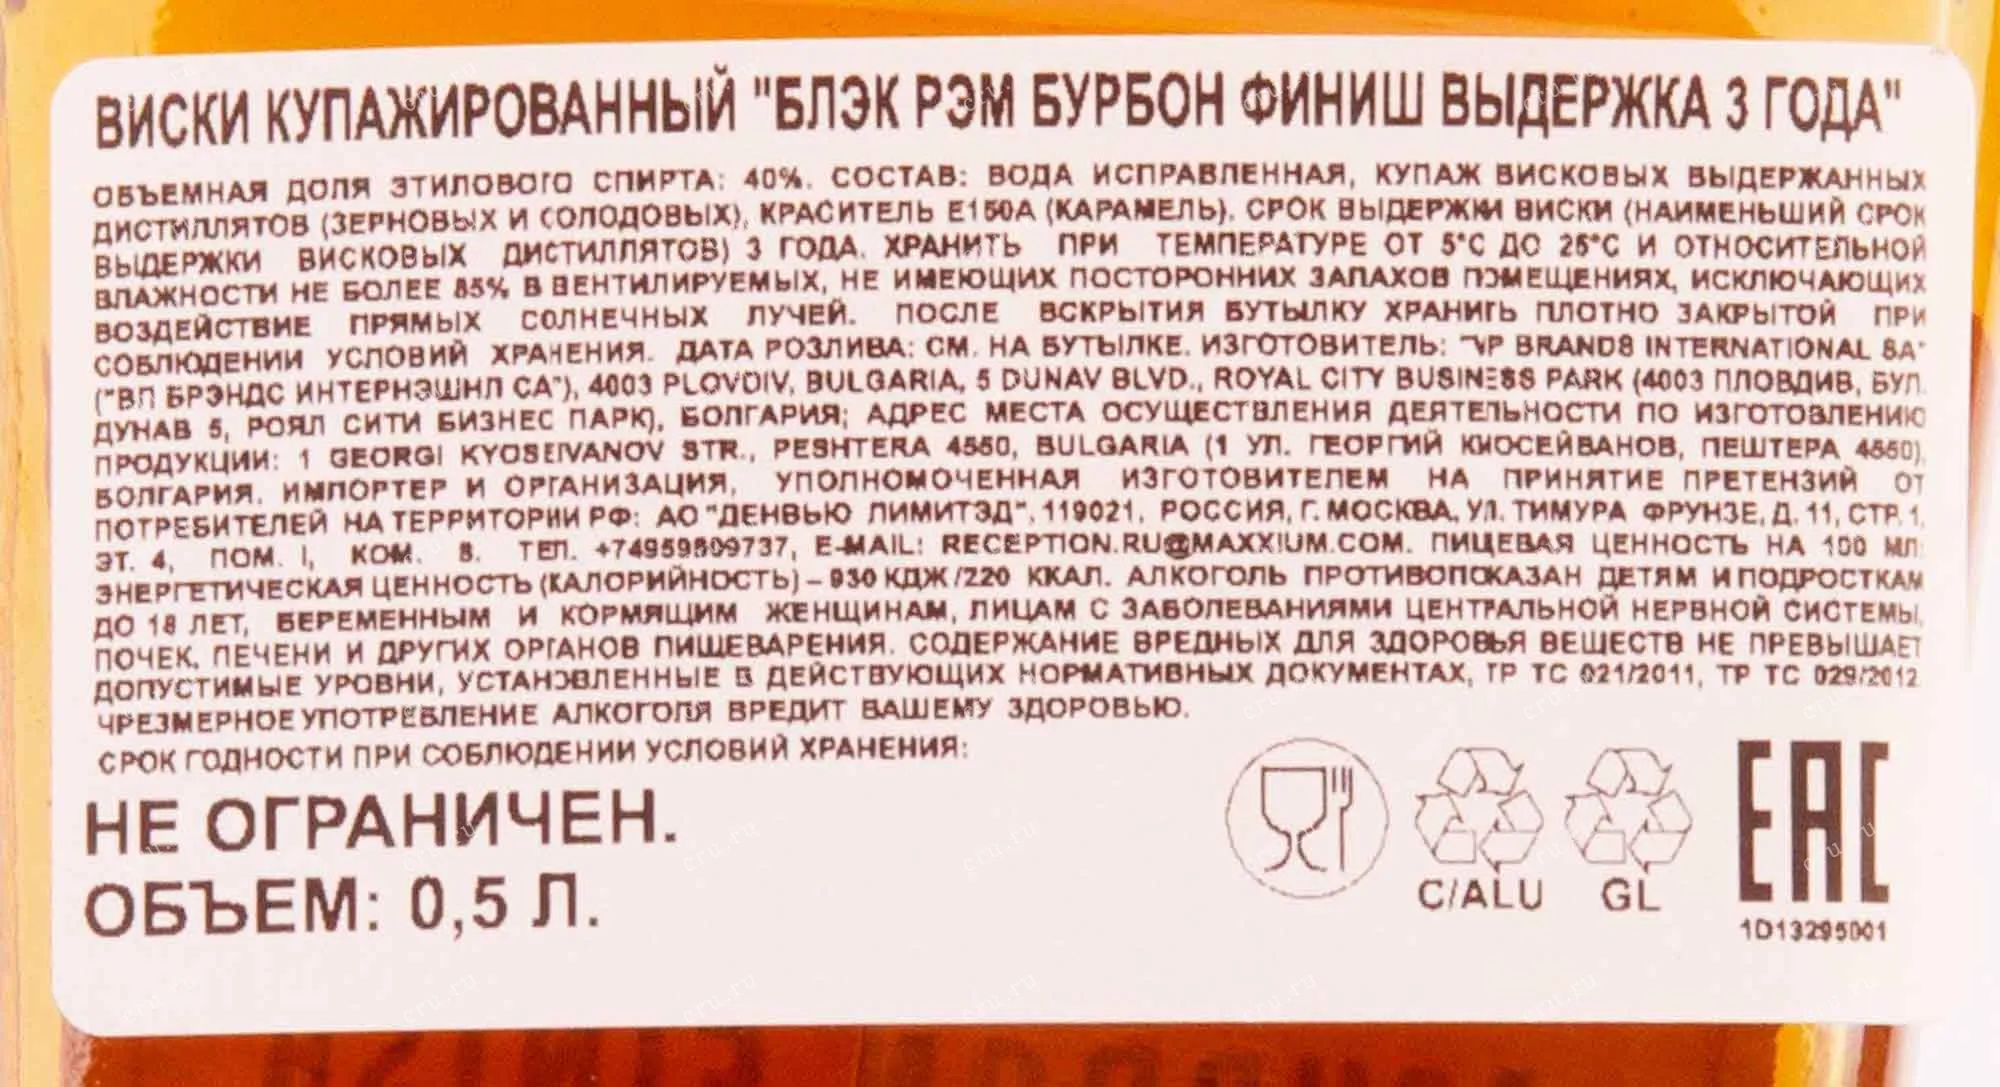 ВИСКИ КУПАЖИРОВАННЫЙ "БЛЭК РЭМ БУРБОН ФИНИШ ВЫДЕРЖКА 3 ГОДА"
ОБЪЕМНАЯ ДОЛЯ ЭТИЛОВОГО СПИРТА: 40%. СОСТАВ: ВОДА ИСПРАВЛЕННАЯ, КУПАЖ ВИСКОВЫХ ВЫДЕРЖАННЫХ
ДИСТИЛЛЯТОВ (ЗЕРНОВЫХ И СОЛОДОВЫХ), КРАСИТЕЛЬ Е150А (КАРАМЕЛЬ). СРОК ВЫДЕРЖКИ ВИСКИ (НАИМЕНЬШИЙ СРОК
ВЫДЕРЖКИ ВИСКОВЫХ ДИСТИЛЛЯТОВ) 3 ГОДА. ХРАНИТЬ ПРИ ТЕМПЕРАТУРЕ ОТ 5°С ДО 25°С И ОТНОСИТЕЛЬНОЙ
ВЛАЖНОСТИ НЕ БОЛЕЕ 85% В ВЕНТИЛИРУЕМЫХ, НЕ ИМЕЮЩИХ ПОСТОРОННИХ ЗАПАХОВ ПОМЕЩЕНИЯХ, ИСКЛЮЧАЮЩИХ
ВОЗДЕЙСТВИЕ ПРЯМЫХ СОЛНЕЧНЫХ ЛУЧЕЙ. ПОСЛЕ ВСКРЫТИЯ БУТЫЛКУ ХРАНИТЬ ПЛОТНО ЗАКРЫТОЙ ПРИ
СОБЛЮДЕНИИ УСЛОВИЙ ХРАНЕНИЯ. ДАТА РОЗЛИВА: СМ. НА БУТЫЛКЕ. ИЗГОТОВИТЕЛЬ: "VP BRANDS INTERNATIONAL SA"
("ВП БРЭНДС ИНТЕРНЭШНЛ СА"), 4003 PLOVDIV, BULGARIA, 5 DUNAV BLVD., ROYAL CITY BUSINESS PARK (4003 ПЛОВДИВ, БУЛ.
ДУНАВ 5, РОЯЛ СИТИ БИЗНЕС ПАРК), БОЛГАРИЯ; АДРЕС МЕСТА ОСУЩЕСТВЛЕНИЯ ДЕЯТЕЛЬНОСТИ ПО ИЗГОТОВЛЕНИЮ
ПРОДУКЦИИ: 1 GEORGI KYOSEIVANOV STR., PESHTERA 4550, BULGARIA (1 УЛ. ГЕОРГИЙ КИОСЕЙВАНОВ, ПЕШТЕРА 4550),
БОЛГАРИЯ. ИМПОРТЕР И ОРГАНИЗАЦИЯ, УПОЛНОМОЧЕННАЯ ИЗГОТОВИТЕЛЕМ НА ПРИНЯТИЕ ПРЕТЕНЗИЙ ОТ
ПОТРЕБИТЕЛЕЙ НА ТЕРРИТОРИИ РФ: АО "ДЕНВЬЮ ЛИМИТЭД", 119021, РОССИЯ, Г. МОСКВА, УЛ. ТИМУРА ФРУНЗЕ, Д. 11, СТР. 1,
ЭТ. 4, ПОМ. I, КОМ. 8. ТЕЛ. E-MAIL: RECEPTION.RU@MAXXIUM.COM. ПИЩЕВАЯ ЦЕННОСТЬ НА 100 МЛ:
ЭНЕРГЕТИЧЕСКАЯ ЦЕННОСТЬ (КАЛОРИЙНОСТЬ) – 930 КДЖ/220 ККАЛ. АЛКОГОЛЬ ПРОТИВОПОКАЗАН ДЕТЯМ И ПОДРОСТКАМ
ДО 18 ЛЕТ, БЕРЕМЕННЫМ И КОРМЯЩИМ ЖЕНЩИНАМ, ЛИЦАМ С ЗАБОЛЕВАНИЯМИ ЦЕНТРАЛЬНОЙ НЕРВНОЙ СИСТЕМЫ,
ПОЧЕК, ПЕЧЕНИ И ДРУГИХ ОРГАНОВ ПИЩЕВАРЕНИЯ. СОДЕРЖАНИЕ ВРЕДНЫХ ДЛЯ ЗДОРОВЬЯ ВЕЩЕСТВ НЕ ПРЕВЫШАЕТ
ДОПУСТИМЫЕ УРОВНИ, УСТАНОВЛЕННЫЕ В ДЕЙСТВУЮЩИХ НОРМАТИВНЫХ ДОКУМЕНТАХ, ТР ТС 021/2011, ТР ТС 029/2012.
ЧРЕЗМЕРНОЕ УПОТРЕБЛЕНИЕ АЛКОГОЛЯ ВРЕДИТ ВАШЕМУ ЗДОРОВЬЮ.
СРОК ГОДНОСТИ ПРИ СОБЛЮДЕНИИ УСЛОВИЙ ХРАНЕНИЯ:
НЕ ОГРАНИЧЕН.
ОБЪЕМ: 0,5 Л.
C/ALU GL
EAC
1D13295001
cru.ru